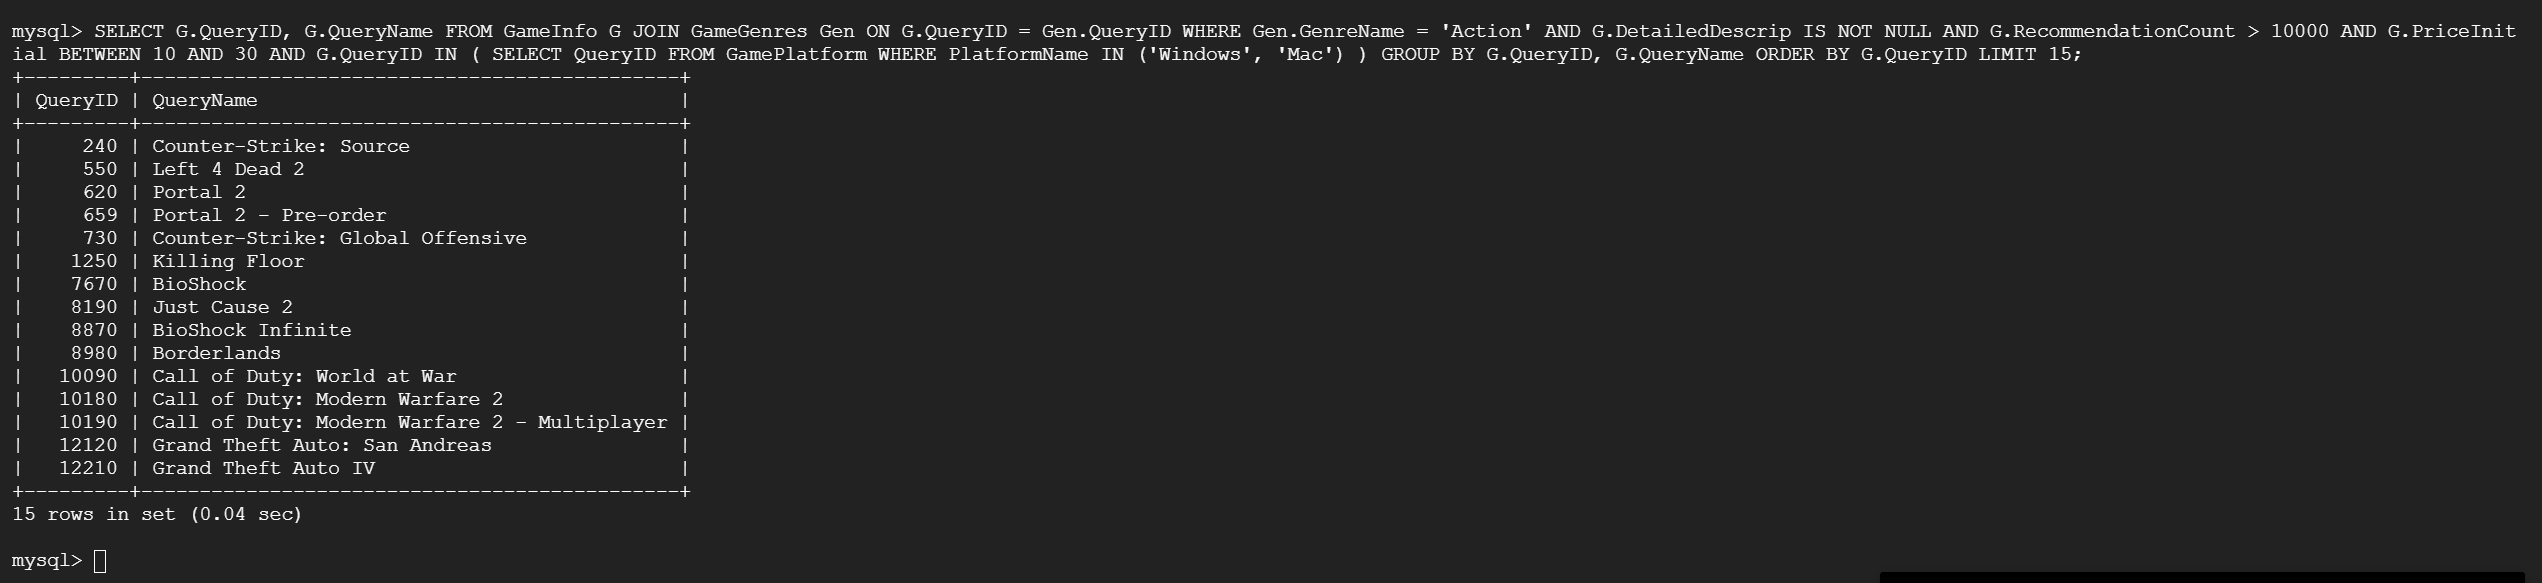 mysql> SELECT G.QueryID, G.QueryName FROM GameInfo G JOIN GameGenres Gen ON G.QueryID = Gen.QueryID WHERE Gen.GenreName = 'Action' AND G.DetailedDescrip IS NOT NULL AND G.RecommendationCount > 10000 AND G.PriceInit
ial BETWEEN 10 AND 30 AND G.QueryID IN ( SELECT QueryID FROM GamePlatform WHERE PlatformName IN ('Windows', 'Mac') ) GROUP BY G.QueryID, G.QueryName ORDER BY G.QueryID LIMIT 15;
+---------+----------------------------------------------+
| QueryID | QueryName                                    |
+---------+----------------------------------------------+
|     240 | Counter-Strike: Source                       |
|     550 | Left 4 Dead 2                                |
|     620 | Portal 2                                     |
|     659 | Portal 2 - Pre-order                         |
|     730 | Counter-Strike: Global Offensive             |
|    1250 | Killing Floor                                |
|    7670 | BioShock                                     |
|    8190 | Just Cause 2                                 |
|    8870 | BioShock Infinite                            |
|    8980 | Borderlands                                  |
|   10090 | Call of Duty: World at War                   |
|   10180 | Call of Duty: Modern Warfare 2               |
|   10190 | Call of Duty: Modern Warfare 2 - Multiplayer |
|   12120 | Grand Theft Auto: San Andreas                |
|   12210 | Grand Theft Auto IV                          |
+---------+----------------------------------------------+
15 rows in set (0.04 sec)
mysql>